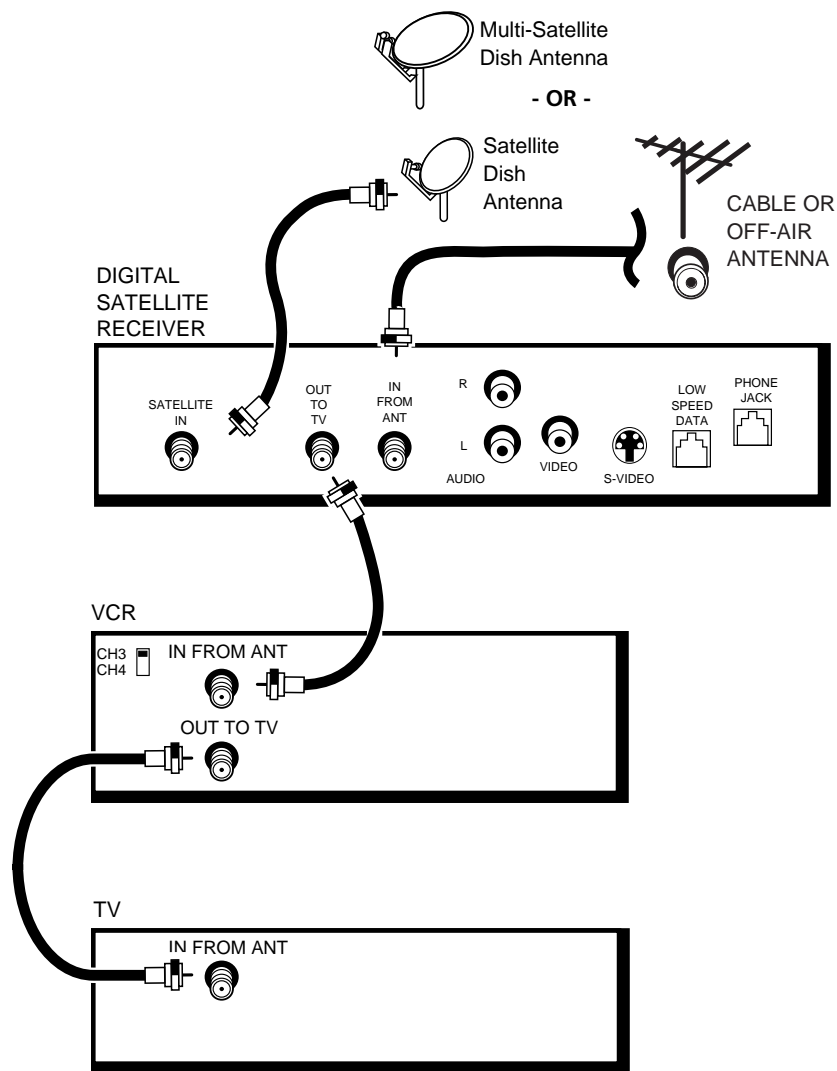 Multi-Satellite
Dish Antenna
- OR -
Satellite
Dish
Antenna
CABLE OR
OFF-AIR
ANTENNA
DIGITAL
SATELLITE
RECEIVER
SATELLITE
IN
OUT
TO
TV
IN
FROM
ANT
R
L
AUDIO
VIDEO
S-VIDEO
LOW
SPEED
DATA
PHONE
JACK
VCR
CH3
CH4
IN FROM ANT
OUT TO TV
TV
IN FROM ANT